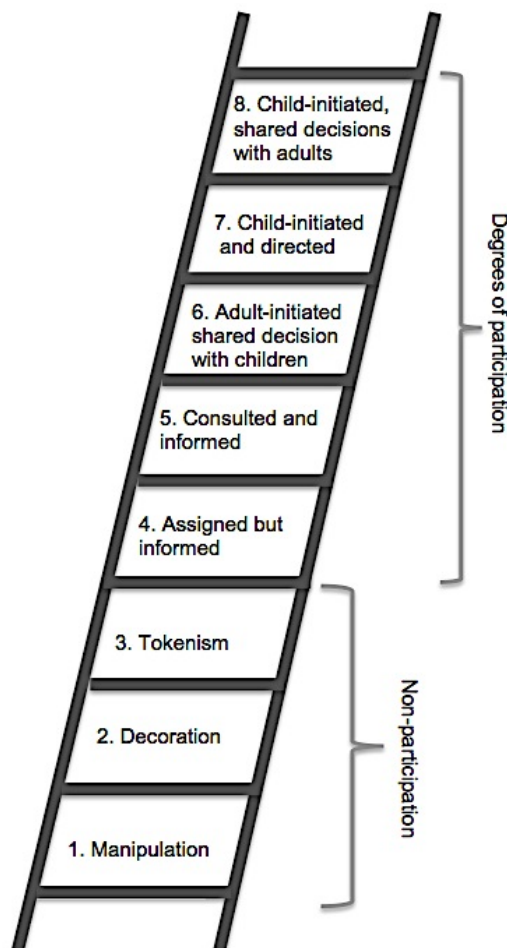 8. Child-initiated,
shared decisions
with adults
7. Child-initiated
and directed
6. Adult-initiated
shared decision
with children
5. Consulted and
informed
4. Assigned but
informed
Degrees of participation
3. Tokenism
2. Decoration
1. Manipulation
Non-participation